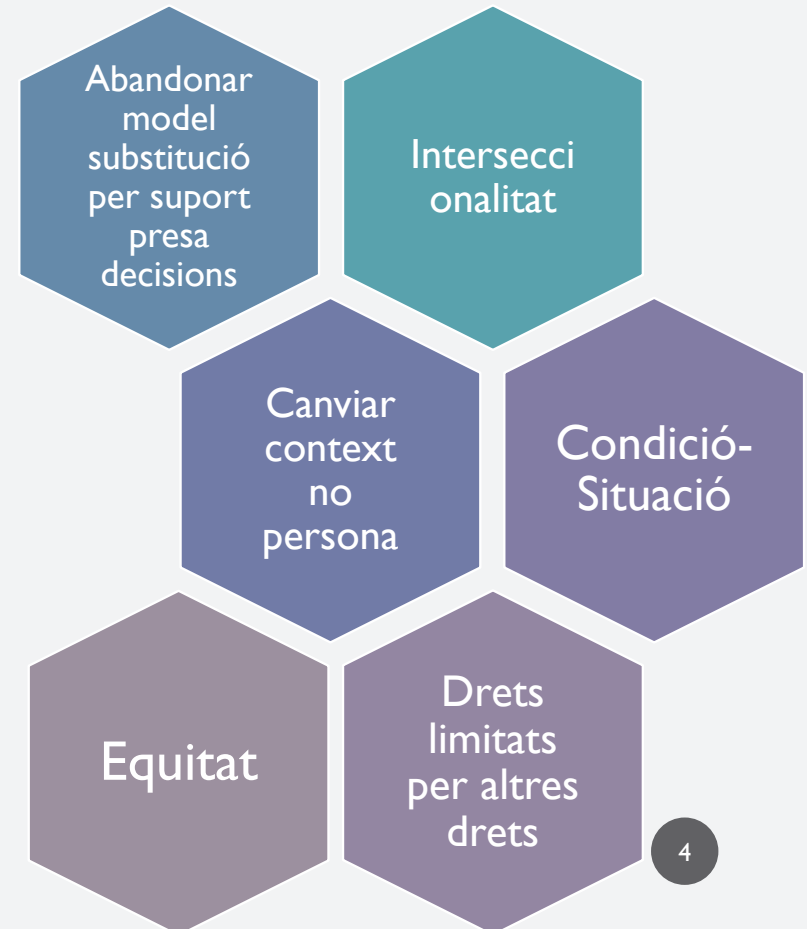 Abandonar
model
substitució
per suport
presa
decisions
Intersecci
onalitat
Canviar
context
no
persona
Condició-
Situació
Equitat
Drets
limitats
per altres
drets
4